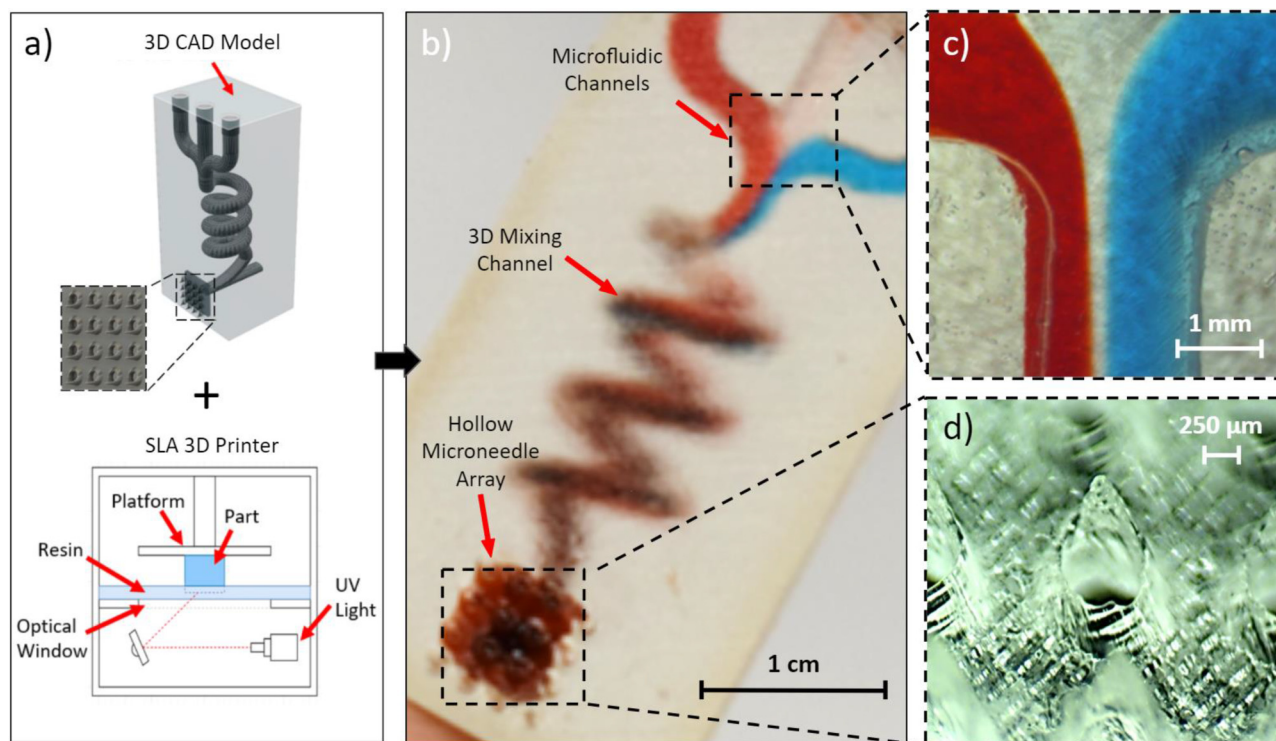 a)
3D CAD Model
+
SLA 3D Printer
Platform
Part
Resin
UV
Light
Optical
Window
b)
Microfluidic
Channels
3D Mixing
Channel
Hollow
Microneedle
Array
1 cm
c)
1 mm
d)
250 µm